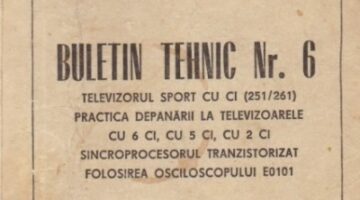 BULETIN TEHNIC Nr. 6
TELEVIZORUL SPORT CU CI (251/261)
PRACTICA DEPANĂRII LA TELEVIZOARELE
CU 6 CI, CU 5 CI, CU 2 CI
SINCROPROCESORUL TRANZISTORIZAT
FOLOSIREA OSCILOSCOPULUI E0101